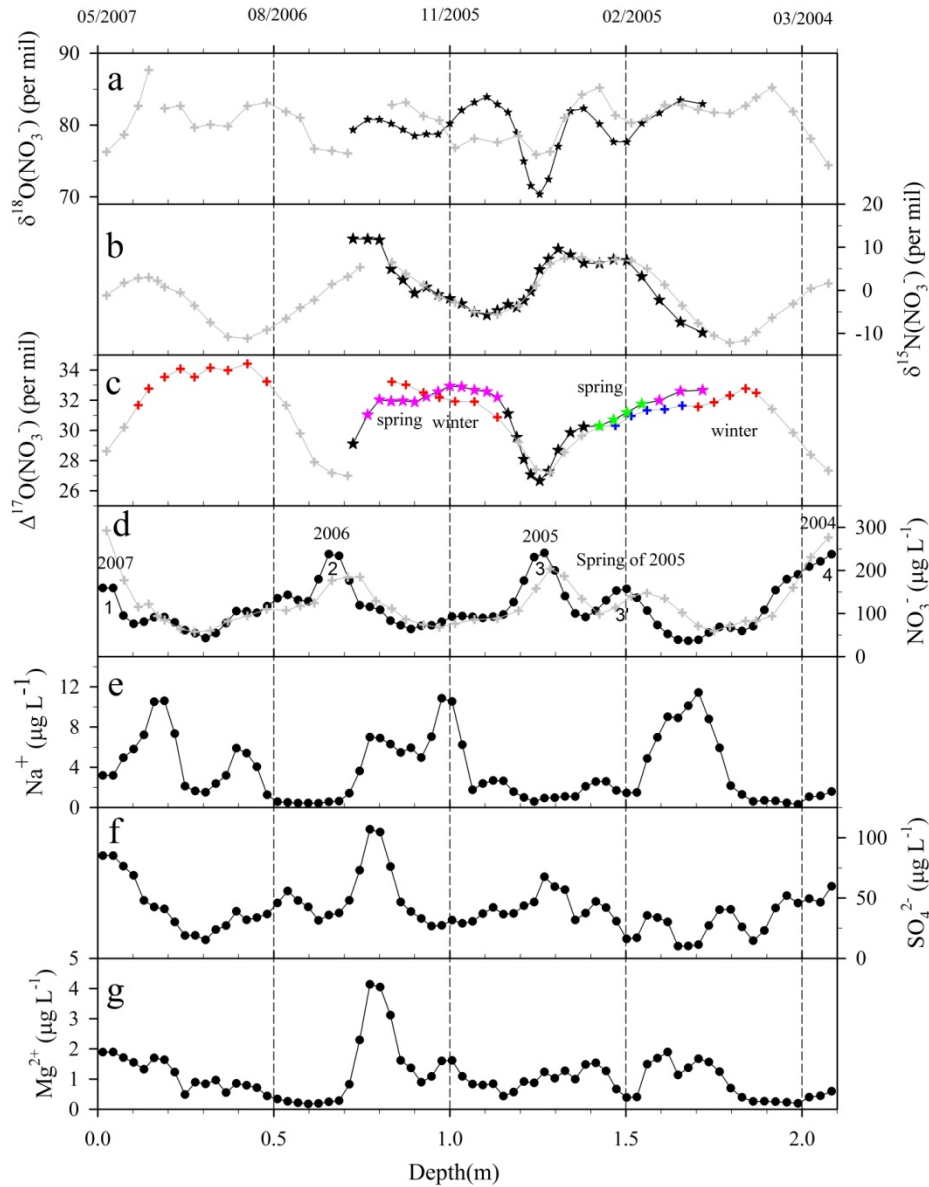 05/2007 08/2006 11/2005 02/2005 03/2004
a
δ18O(NO3-) (per mil)
90
80
70
b
δ15N(NO3-) (per mil)
20
10
0
-10
c
Δ17O(NO3-) (per mil)
34
32
30
28
26
spring
winter
spring
winter
d
NO3- (µg L-1)
300
200
100
0
2007
1
2006
2
2005
3
Spring of 2005
3'
2004
4
e
Na+ (µg L-1)
12
8
4
0
f
SO42- (µg L-1)
100
50
0
g
Mg2+ (µg L-1)
5
4
3
2
1
0
0.0 0.5 1.0 1.5 2.0
Depth(m)